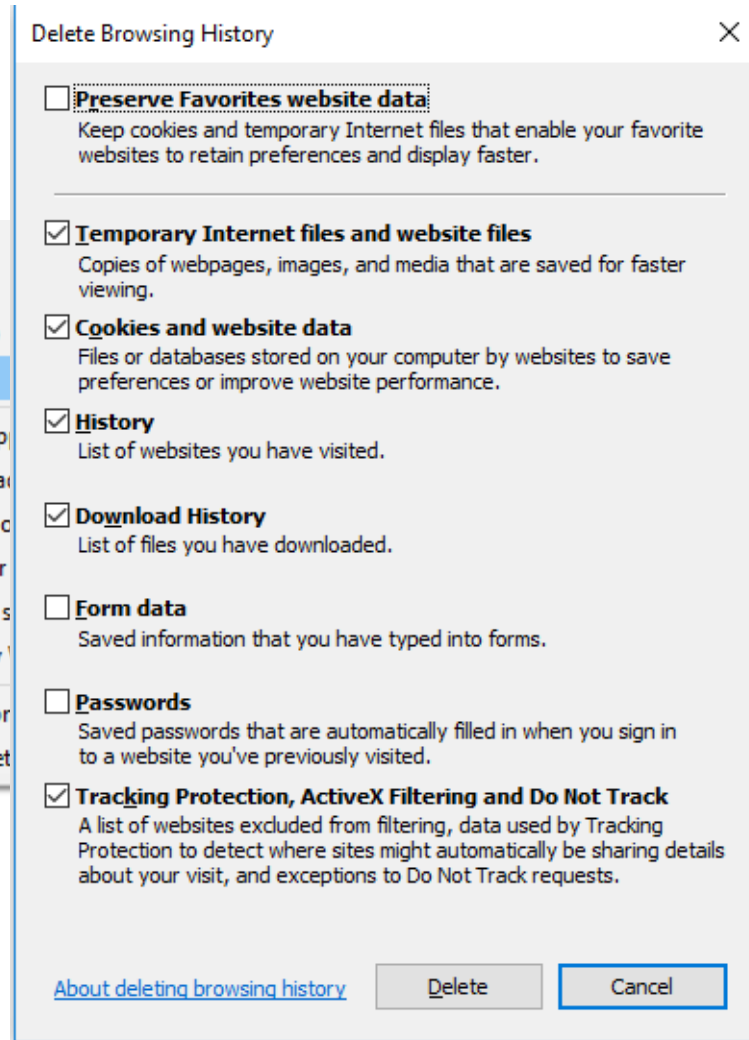 Delete Browsing History
Preserve Favorites website data
Keep cookies and temporary Internet files that enable your favorite
websites to retain preferences and display faster.
Temporary Internet files and website files
Copies of webpages, images, and media that are saved for faster
viewing.
Cookies and website data
Files or databases stored on your computer by websites to save
preferences or improve website performance.
History
List of websites you have visited.
Download History
List of files you have downloaded.
Form data
Saved information that you have typed into forms.
Passwords
Saved passwords that are automatically filled in when you sign in
to a website you've previously visited.
Tracking Protection, ActiveX Filtering and Do Not Track
A list of websites excluded from filtering, data used by Tracking
Protection to detect where sites might automatically be sharing details
about your visit, and exceptions to Do Not Track requests.
About deleting browsing history
Delete
Cancel